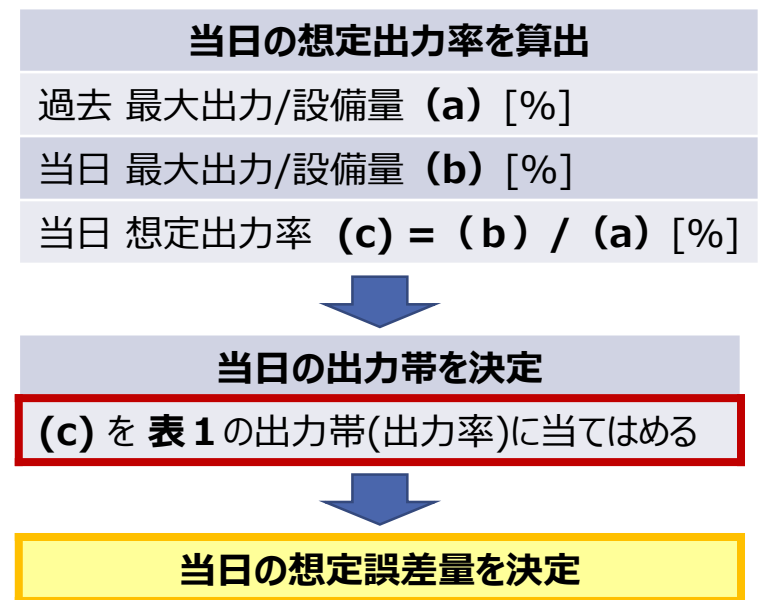 当日の想定出力率を算出
過去 最大出力/設備量（a）[%]
当日 最大出力/設備量（b）[%]
当日 想定出力率 (c) =（ｂ）/（a）[%]
当日の出力帯を決定
(c) を 表１の出力帯(出力率)に当てはめる
当日の想定誤差量を決定